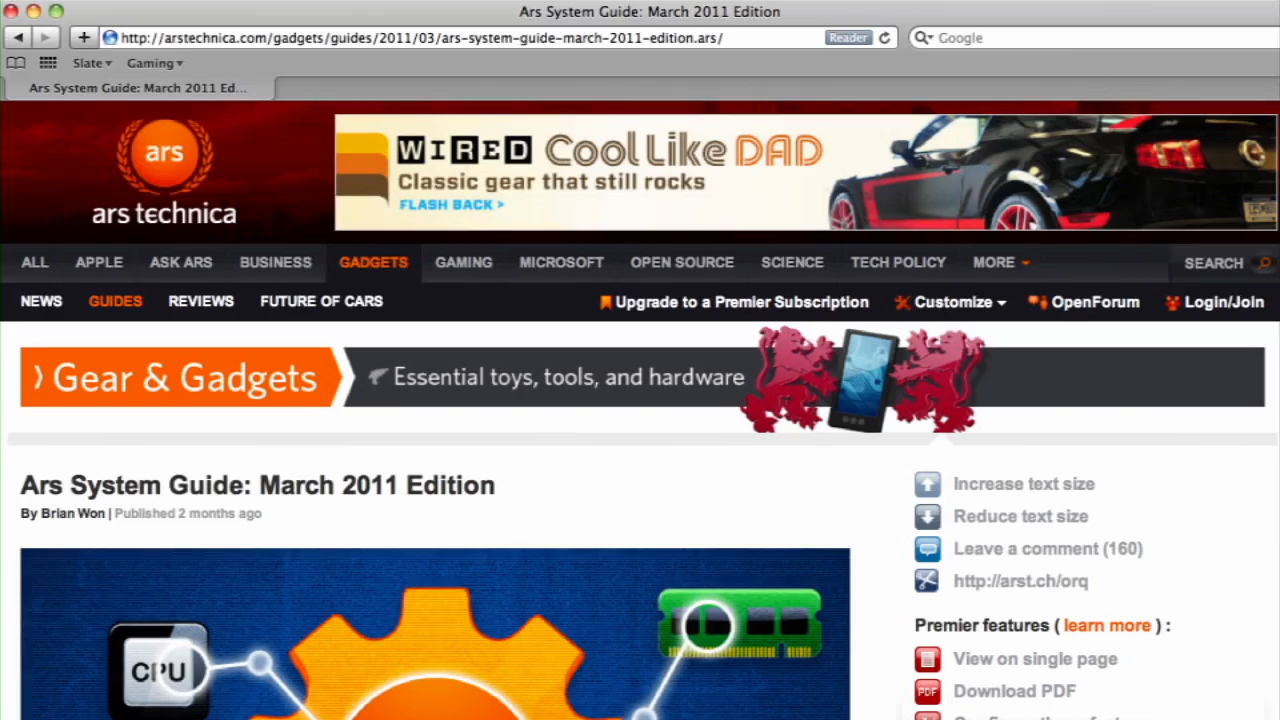 Ars System Guide: March 2011 Edition
http://arstechnica.com/gadgets/guides/2011/03/ars-system-guide-march-2011-edition.ars/ Reader Google
Slate Gaming
Ars System Guide: March 2011 Ed...
ars
ars technica
WIRED Cool Like DAD
Classic gear that still rocks
FLASH BACK >
ALL APPLE ASK ARS BUSINESS GADGETS GAMING MICROSOFT OPEN SOURCE SCIENCE TECH POLICY MORE SEARCH
NEWS GUIDES REVIEWS FUTURE OF CARS Upgrade to a Premier Subscription Customize OpenForum Login/Join
Gear & Gadgets Essential toys, tools, and hardware
Ars System Guide: March 2011 Edition
By Brian Won | Published 2 months ago
CPU
Increase text size
Reduce text size
Leave a comment (160)
http://arst.ch/orq
Premier features ( learn more ) :
View on single page
PDF Download PDF